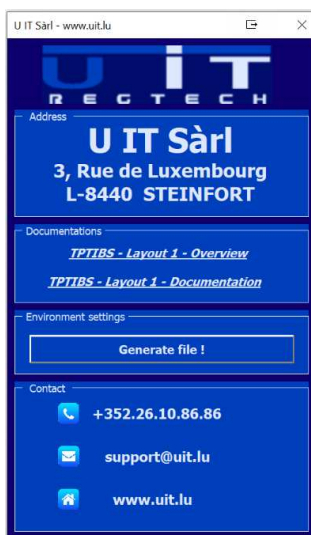 U IT Sàrl - www.uit.lu
U IT
REGTECH
Address
U IT Sàrl
3, Rue de Luxembourg
L-8440 STEINFORT
Documentations
TPTIBS - Layout 1 - Overview
TPTIBS - Layout 1 - Documentation
Environment settings
Generate file !
Contact
+352.26.10.86.86
support@uit.lu
www.uit.lu